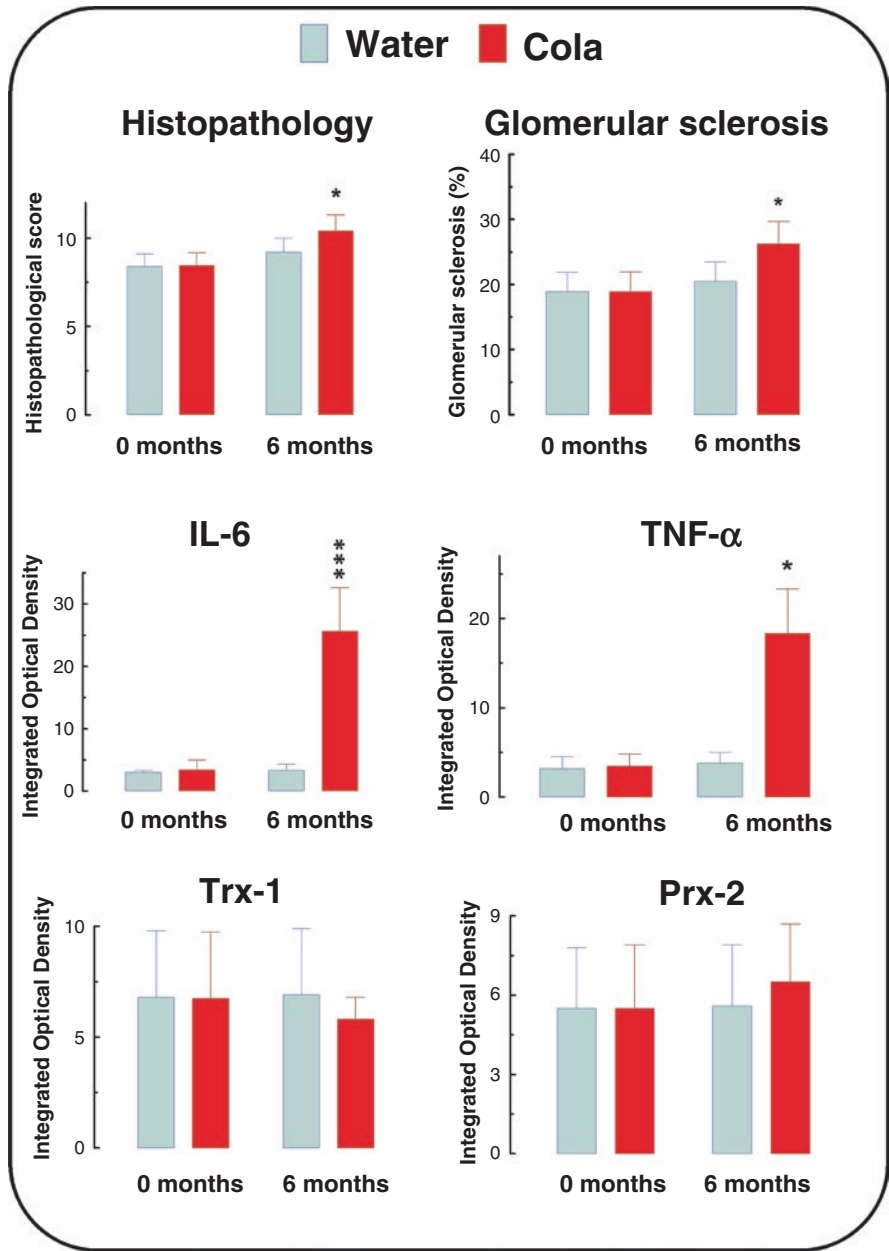 Water Cola
Histopathology
Histopathological score
10
5
0
*
0 months 6 months
Glomerular sclerosis
Glomerular sclerosis (%)
40
30
20
10
0
*
0 months 6 months
IL-6
Integrated Optical Density
30
20
10
0
***
0 months 6 months
TNF-α
Integrated Optical Density
20
10
0
*
0 months 6 months
Trx-1
Integrated Optical Density
10
5
0
0 months 6 months
Prx-2
Integrated Optical Density
9
6
3
0
0 months 6 months